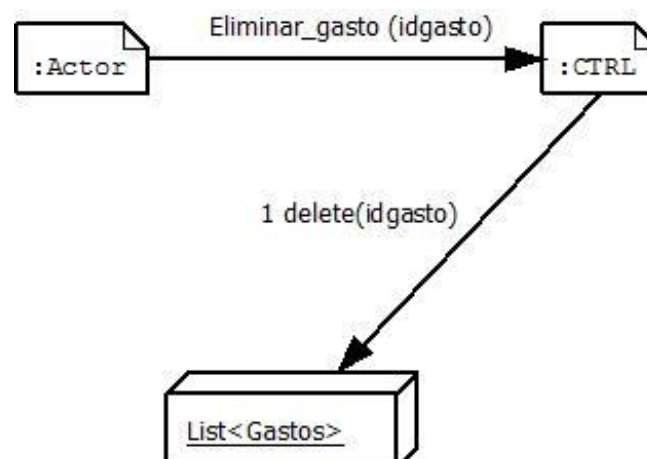 Eliminar_gasto (idgasto)
:Actor
:CTRL
1 delete(idgasto)
List<Gastos>